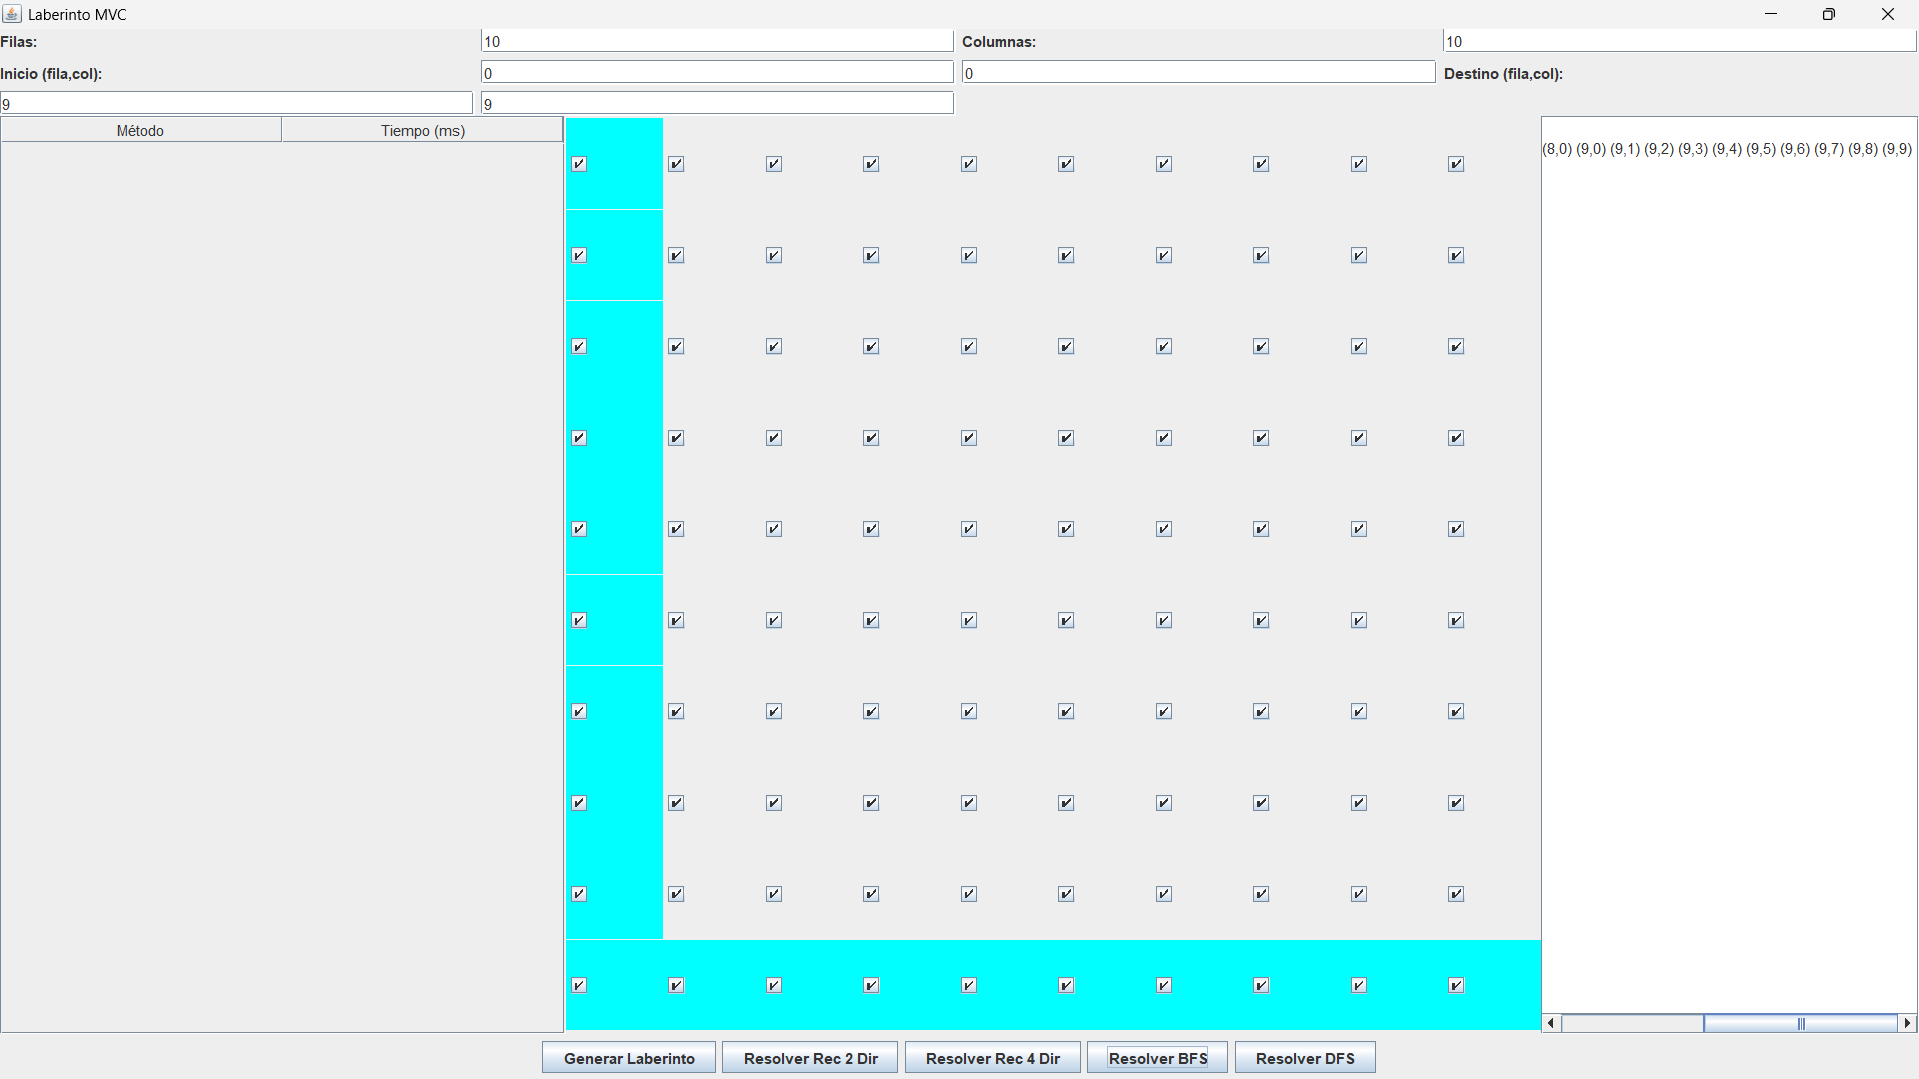 Laberinto MVC
Filas: 10 Columnas: 10
Inicio (fila,col): 0 0 Destino (fila,col):
9 9
Método Tiempo (ms)
(8,0) (9,0) (9,1) (9,2) (9,3) (9,4) (9,5) (9,6) (9,7) (9,8) (9,9)
Generar Laberinto Resolver Rec 2 Dir Resolver Rec 4 Dir Resolver BFS Resolver DFS